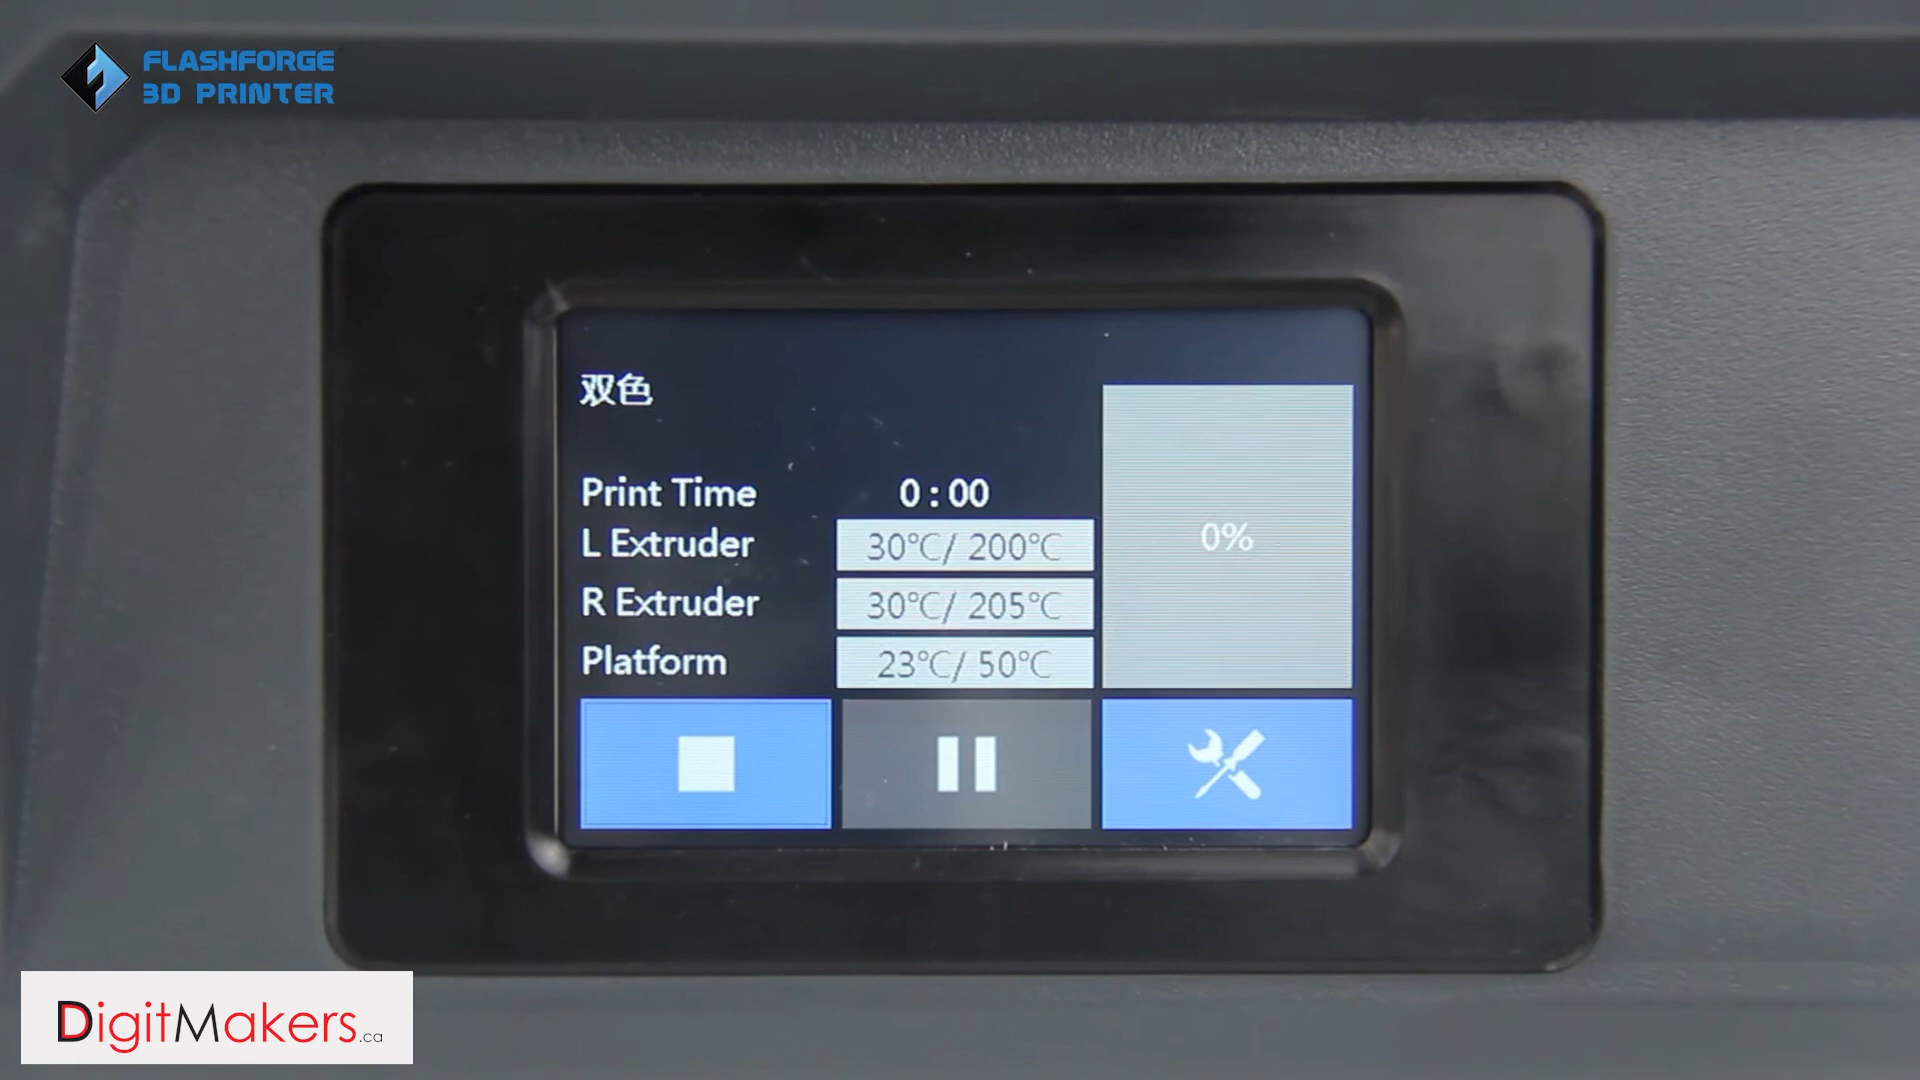 FLASHFORGE
3D PRINTER
双色
Print Time 0:00
L Extruder 30℃/ 200℃
0%
R Extruder 30℃/ 205℃
Platform 23℃/ 50℃
DigitMakers.ca